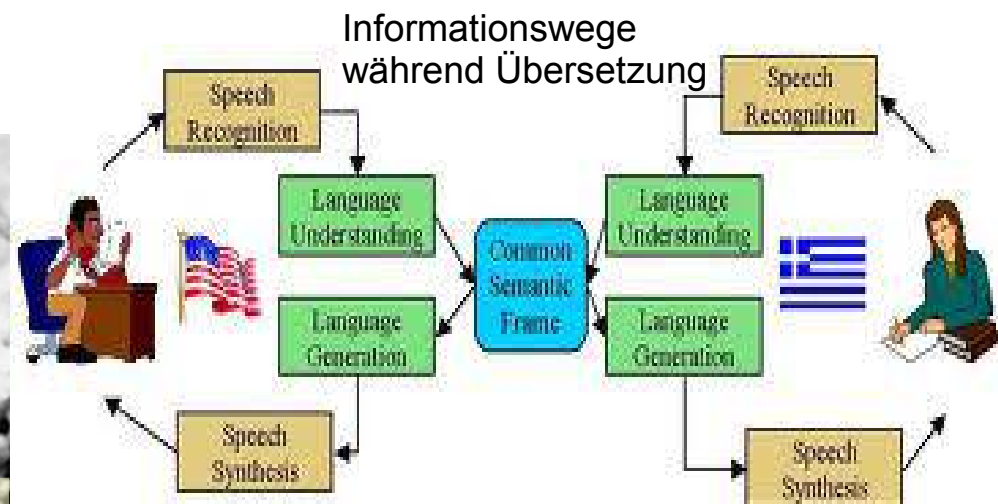 Informationswege
während Übersetzung
Speech
Recognition
Language
Understanding
Language
Generation
Speech
Synthesis
Common
Semantic
Frame
Speech
Recognition
Language
Understanding
Language
Generation
Speech
Synthesis